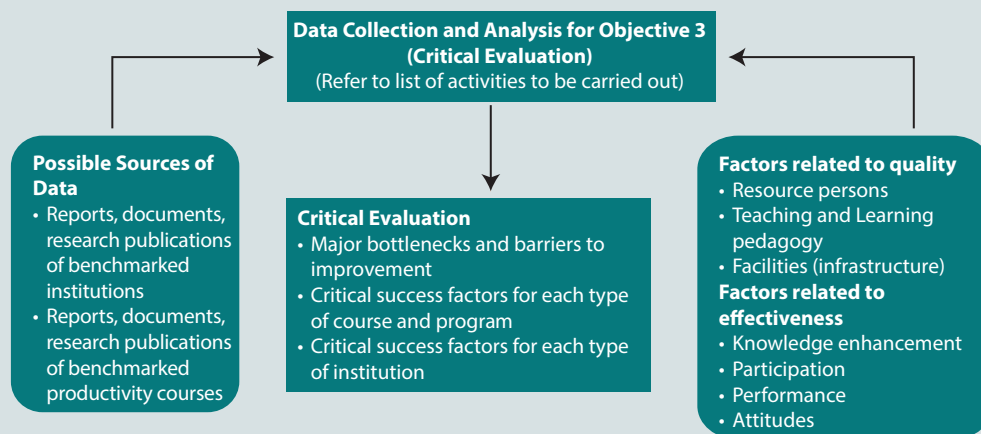 Data Collection and Analysis for Objective 3
(Critical Evaluation)
(Refer to list of activities to be carried out)
Possible Sources of
Data
• Reports, documents,
research publications
of benchmarked
institutions
• Reports, documents,
research publications
of benchmarked
productivity courses
Critical Evaluation
• Major bottlenecks and barriers to
improvement
• Critical success factors for each type
of course and program
• Critical success factors for each type
of institution
Factors related to quality
• Resource persons
• Teaching and Learning
pedagogy
• Facilities (infrastructure)
Factors related to
effectiveness
• Knowledge enhancement
• Participation
• Performance
• Attitudes